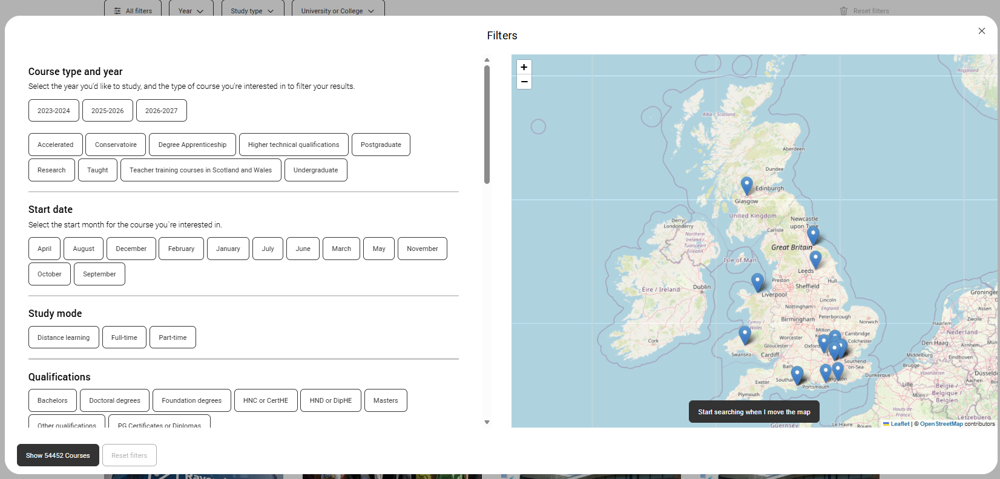 All filters
Year
Study type
University or College
Reset filters
Filters
Course type and year
Select the year you'd like to study, and the type of course you're interested in to filter your results.
2023-2024
2025-2026
2026-2027
Accelerated
Conservatoire
Degree Apprenticeship
Higher technical qualifications
Postgraduate
Research
Taught
Teacher training courses in Scotland and Wales
Undergraduate
Start date
Select the start month for the course you`re interested in.
April
August
December
February
January
July
June
March
May
November
October
September
Study mode
Distance learning
Full-time
Part-time
Qualifications
Bachelors
Doctoral degrees
Foundation degrees
HNC or CertHE
HND or DipHE
Masters
Other qualifications
PG Certificates or Diplomas
Show 54452 Courses
Reset filters
+
−
Rogaland
Alba / Scotland
Aberdeen
Dundee
Edinburgh
Glasgow
United Kingdom
Newcastle
upon Tyne
Carlisle
Derry/
Londonderry
Northern
Ireland /
Tuaisceart
Éireann
Great Britain
Isle of Man
Leeds
Preston
Hull
Sheffield
Dublin
Éire / Ireland
Liverpool
Lincoln
Nottingham
England
Birmingham
Peterborough
Norwich
Cymru /
Wales
Milton
Cambridge
Worcester
Colchester
Cork
Gloucester
Swansea
Cardiff
Southend
-on-Sea
Bath
Exeter
Portsmouth
Plymouth
Groningen
Assen
Zwolle
Haarlem
Nederland
Den Haag
Arnhem
Middelburg
Eindhoven
Brugge
Vlaanderen
Düsseldo
Dunkerque
Lille
Aachen
België /
Belgique /
Belgien
Bonn
Mons
Hauts-de-
France
Lëtzebuerg
Guernsey
Le Havre
Rouen
Start searching when I move the map
Leaflet | © OpenStreetMap contributors